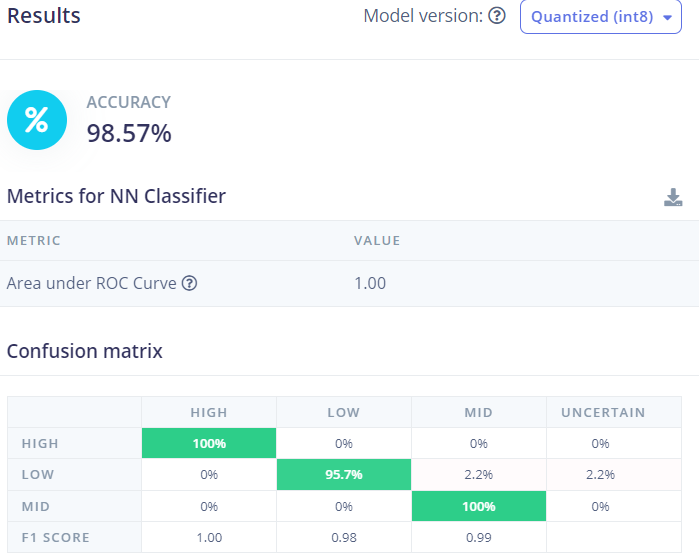 Results
Model version: Quantized (int8)
%
ACCURACY
98.57%
Metrics for NN Classifier
METRIC VALUE
Area under ROC Curve ? 1.00
Confusion matrix
HIGH LOW MID UNCERTAIN
HIGH 100% 0% 0% 0%
LOW 0% 95.7% 2.2% 2.2%
MID 0% 0% 100% 0%
F1 SCORE 1.00 0.98 0.99